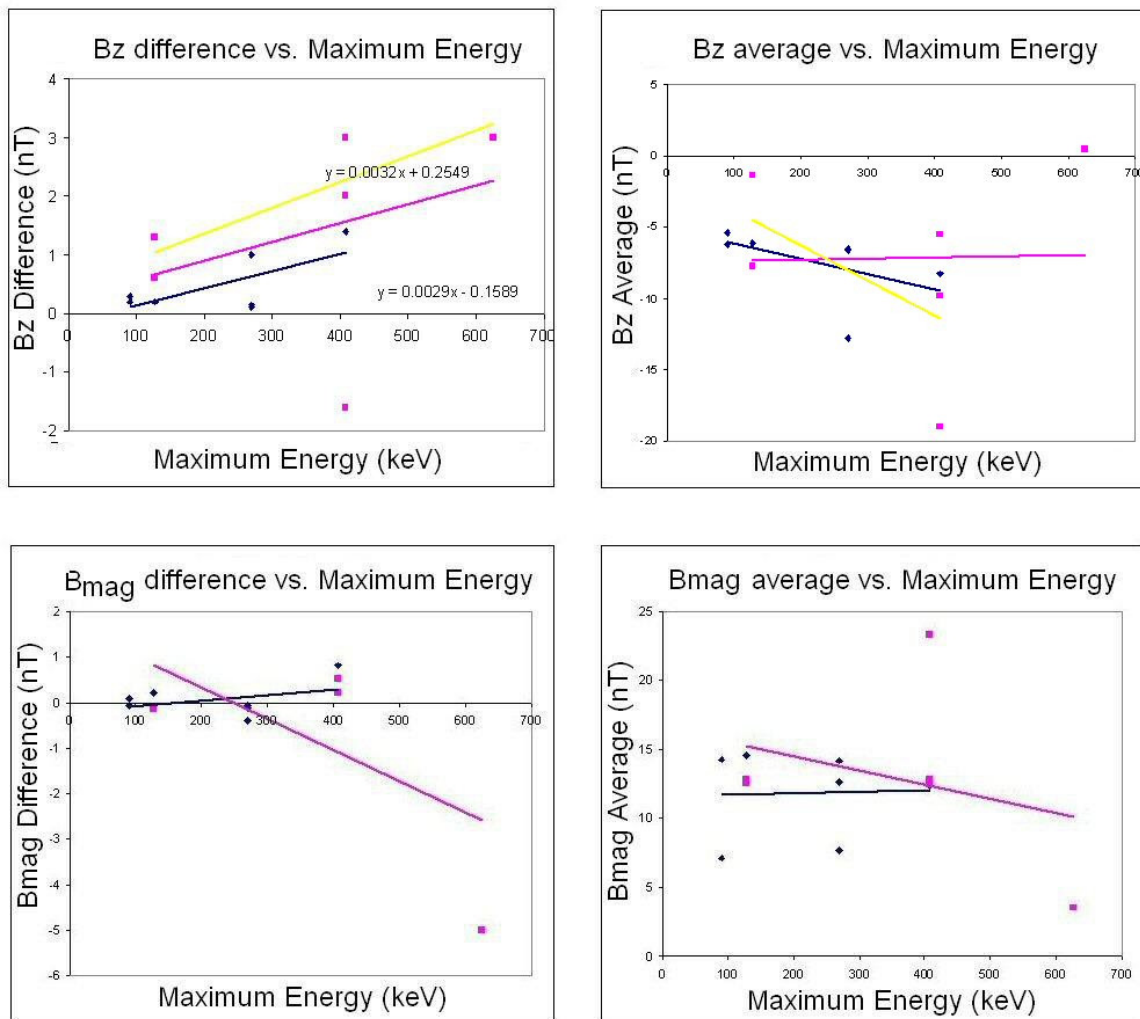 Bz difference vs. Maximum Energy
4
3
2
1
0
-1
-2
0 100 200 300 400 500 600 700
y = 0.0032x + 0.2549
y = 0.0029x - 0.1589
Bz Difference (nT)
Maximum Energy (keV)
Bz average vs. Maximum Energy
5
0
-5
-10
-15
-20
0 100 200 300 400 500 600 700
Bz Average (nT)
Maximum Energy (keV)
Bmag difference vs. Maximum Energy
2
1
0
-1
-2
-3
-4
-5
-6
0 100 200 300 400 500 600 700
Bmag Difference (nT)
Maximum Energy (keV)
Bmag average vs. Maximum Energy
25
20
15
10
5
0
0 100 200 300 400 500 600 700
Bmag Average (nT)
Maximum Energy (keV)